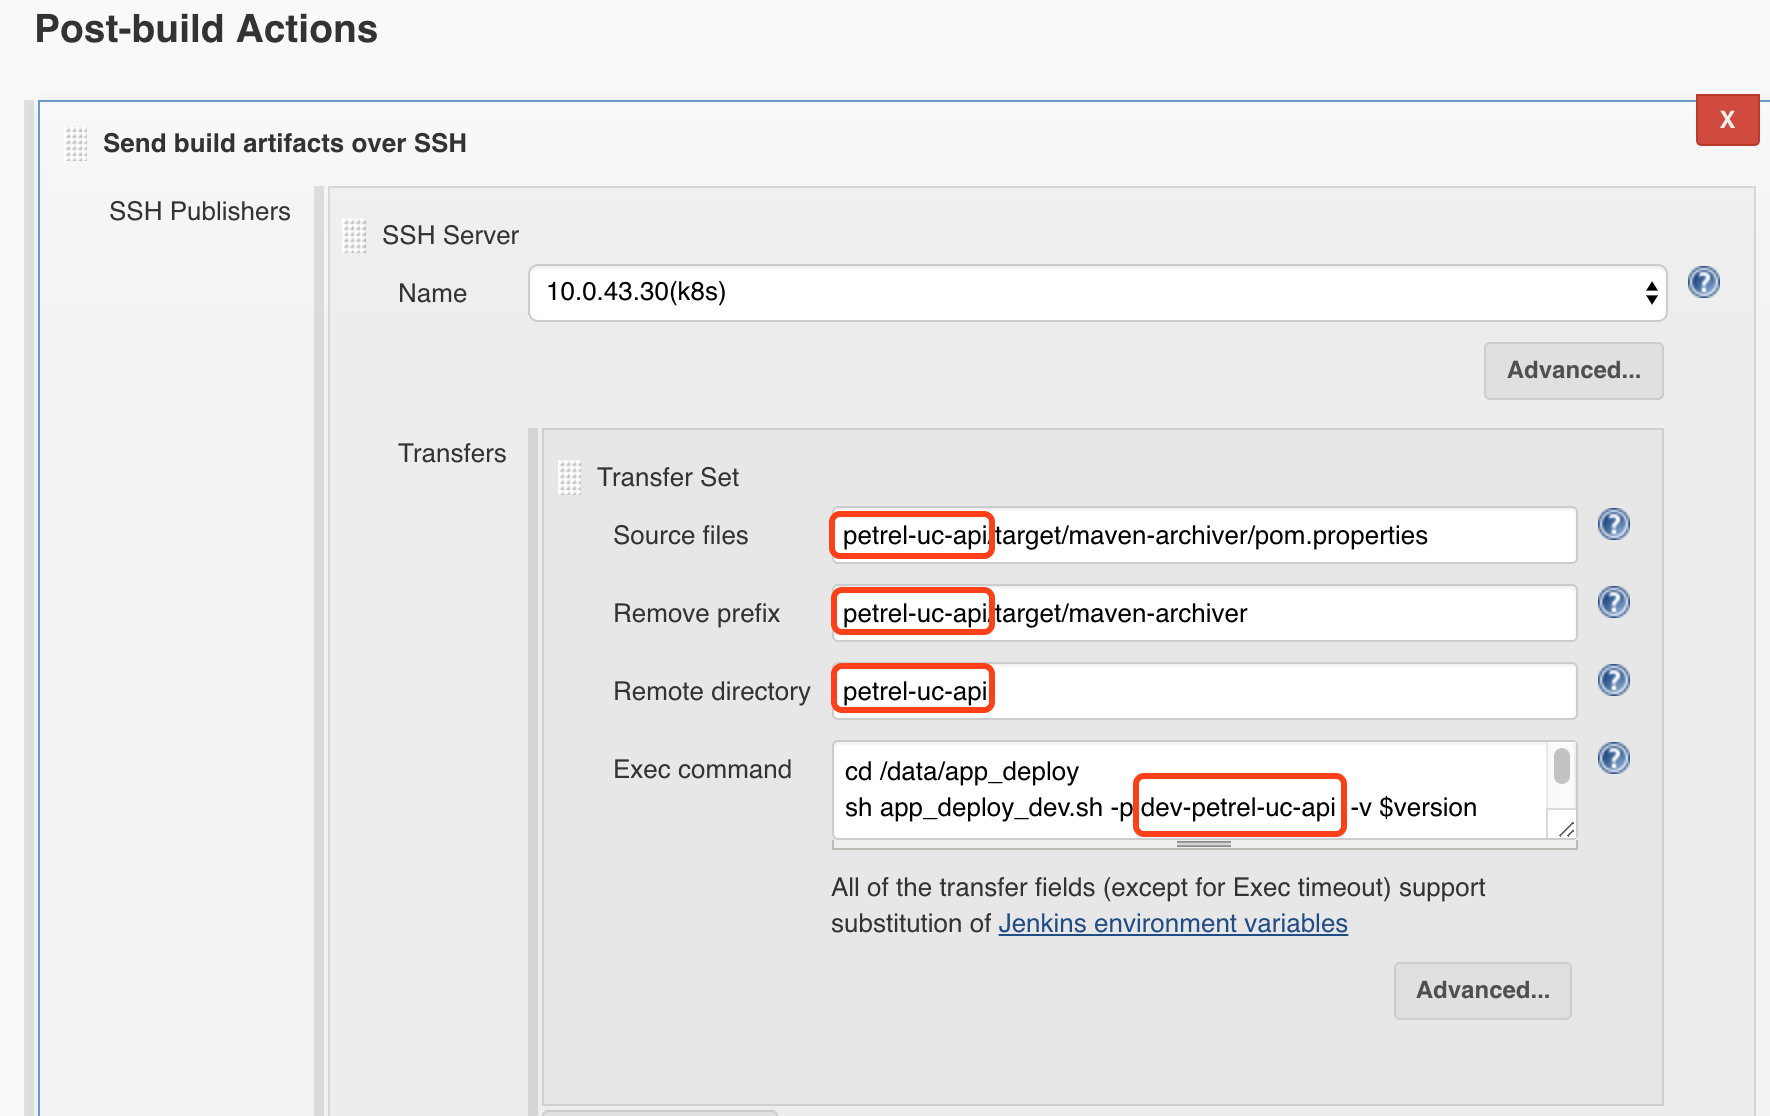 Post-build Actions
X
Send build artifacts over SSH
SSH Publishers
SSH Server
Name
10.0.43.30(k8s)
Advanced...
Transfers
Transfer Set
Source files
petrel-uc-api/target/maven-archiver/pom.properties
Remove prefix
petrel-uc-api/target/maven-archiver
Remote directory
petrel-uc-api
Exec command
cd /data/app_deploy
sh app_deploy_dev.sh -p dev-petrel-uc-api -v $version
All of the transfer fields (except for Exec timeout) support
substitution of Jenkins environment variables
Advanced...